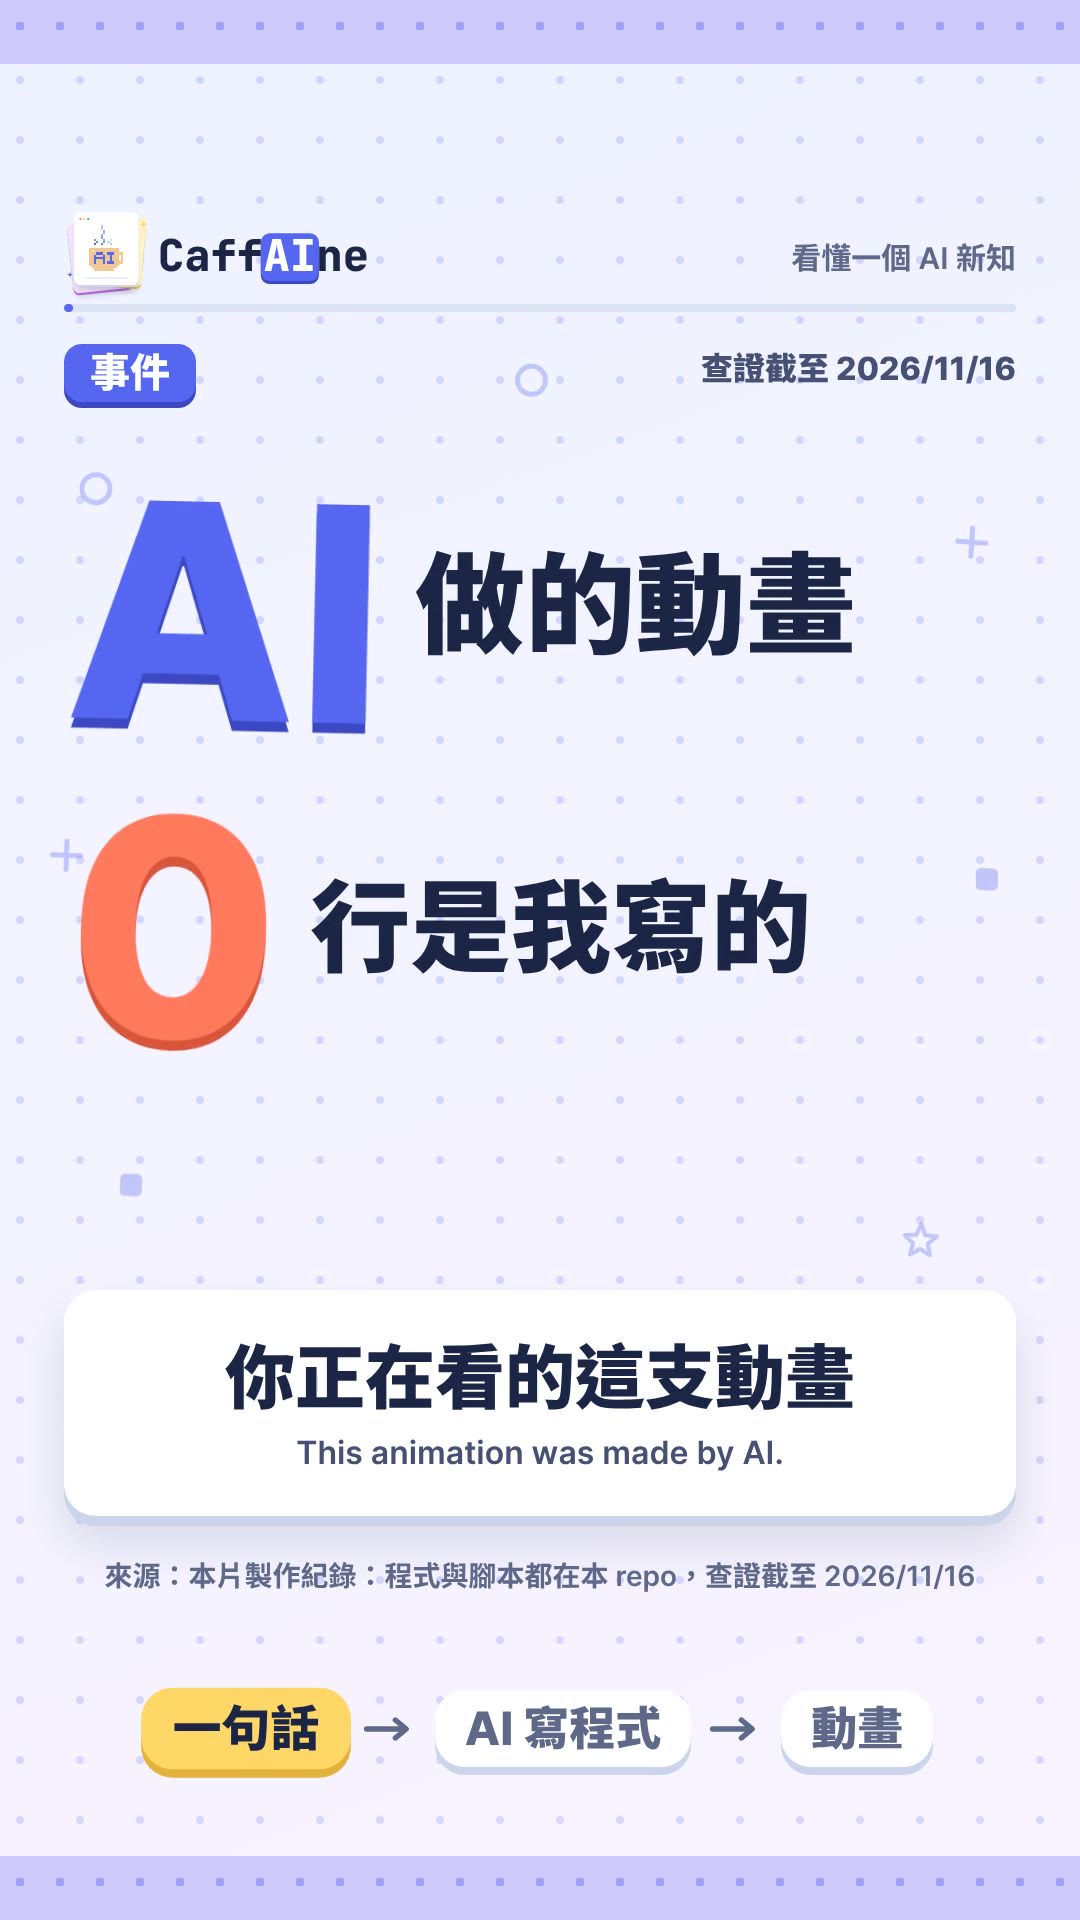 CaffAIne
看懂一個 AI 新知
事件
查證截至 2026/11/16
AI 做的動畫
0 行是我寫的
你正在看的這支動畫
This animation was made by AI.
來源：本片製作紀錄：程式與腳本都在本 repo，查證截至 2026/11/16
一句話 → AI 寫程式 → 動畫